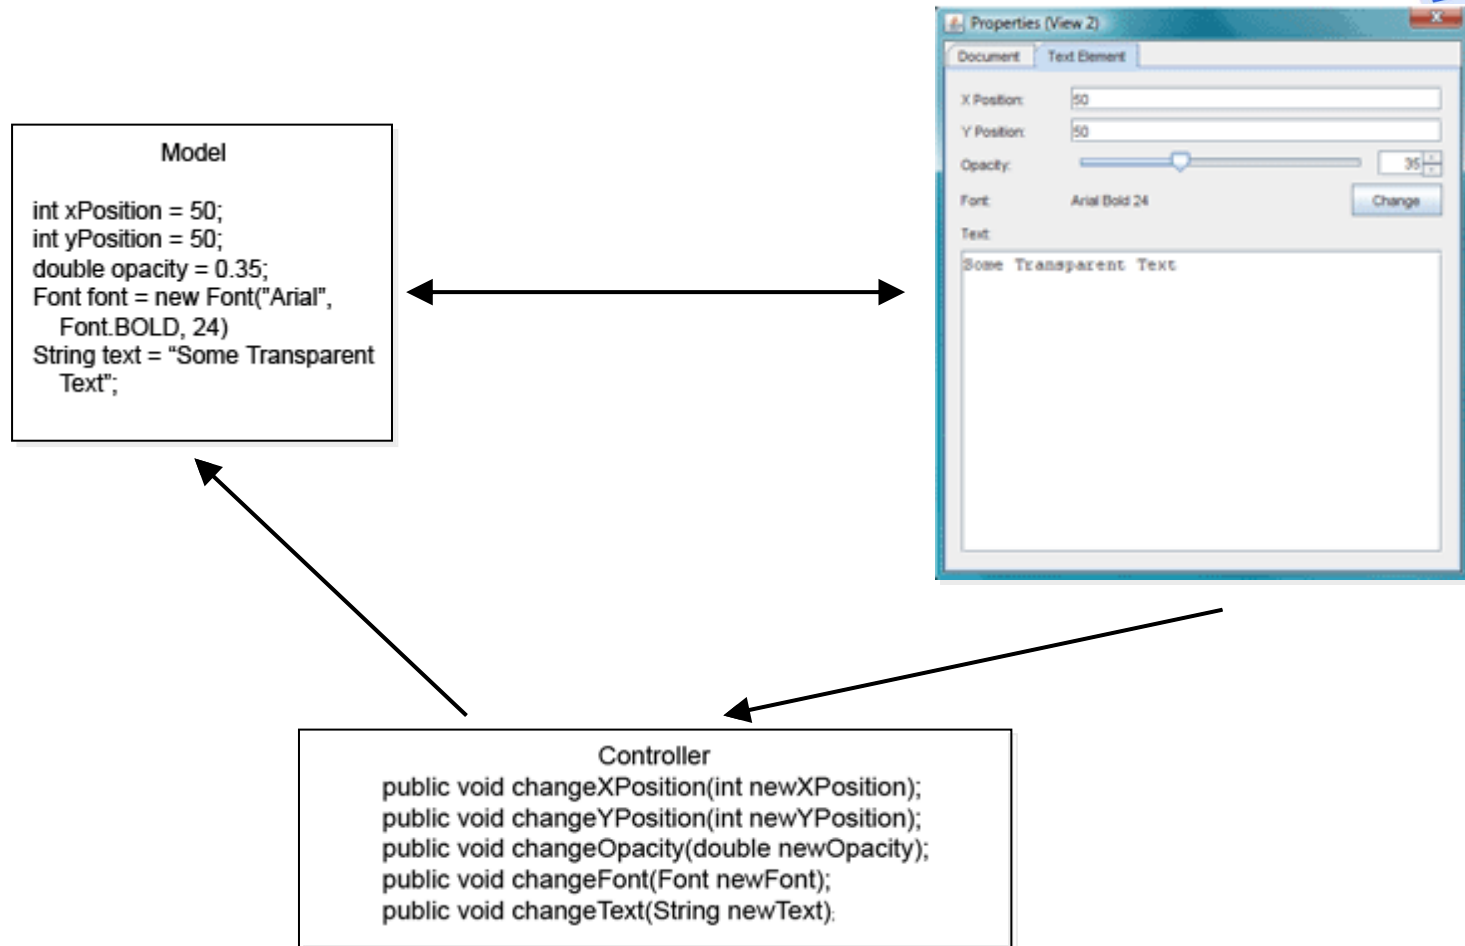 Properties (View 2)
Document Text Element
X Position: 50
Y Position: 50
Opacity: 35
Font: Arial Bold 24 Change
Text:
Some Transparent Text
Model
int xPosition = 50;
int yPosition = 50;
double opacity = 0.35;
Font font = new Font("Arial",
Font.BOLD, 24)
String text = “Some Transparent
Text";
Controller
public void changeXPosition(int newXPosition);
public void changeYPosition(int newYPosition);
public void changeOpacity(double newOpacity);
public void changeFont(Font newFont);
public void changeText(String newText);